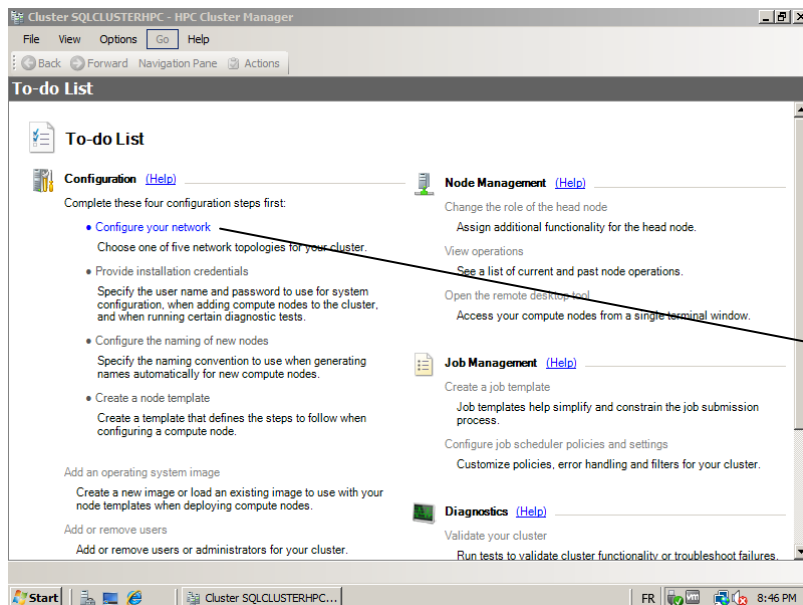 Cluster SQLCLUSTERHPC - HPC Cluster Manager
File View Options Go Help
Back Forward Navigation Pane Actions
To-do List
To-do List
Configuration (Help)
Complete these four configuration steps first:
• Configure your network
Choose one of five network topologies for your cluster.
• Provide installation credentials
Specify the user name and password to use for system
configuration, when adding compute nodes to the cluster,
and when running certain diagnostic tests.
• Configure the naming of new nodes
Specify the naming convention to use when generating
names automatically for new compute nodes.
• Create a node template
Create a template that defines the steps to follow when
configuring a compute node.
Add an operating system image
Create a new image or load an existing image to use with your
node templates when deploying compute nodes.
Add or remove users
Add or remove users or administrators for your cluster.
Node Management (Help)
Change the role of the head node
Assign additional functionality for the head node.
View operations
See a list of current and past node operations.
Open the remote desktop tool
Access your compute nodes from a single terminal window.
Job Management (Help)
Create a job template
Job templates help simplify and constrain the job submission
process.
Configure job scheduler policies and settings
Customize policies, error handling and filters for your cluster.
Diagnostics (Help)
Validate your cluster
Run tests to validate cluster functionality or troubleshoot failures.
Start Cluster SQLCLUSTERHPC... FR 8:46 PM